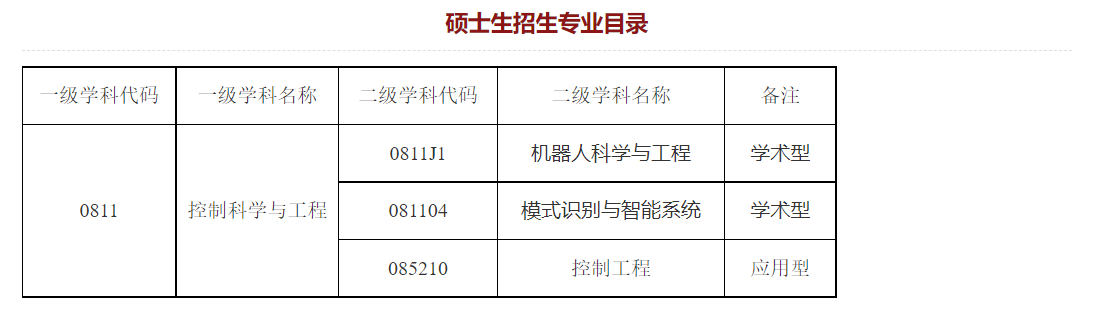 硕士生招生专业目录
一级学科代码 一级学科名称 二级学科代码 二级学科名称 备注
0811 控制科学与工程 0811J1 机器人科学与工程 学术型
081104 模式识别与智能系统 学术型
085210 控制工程 应用型